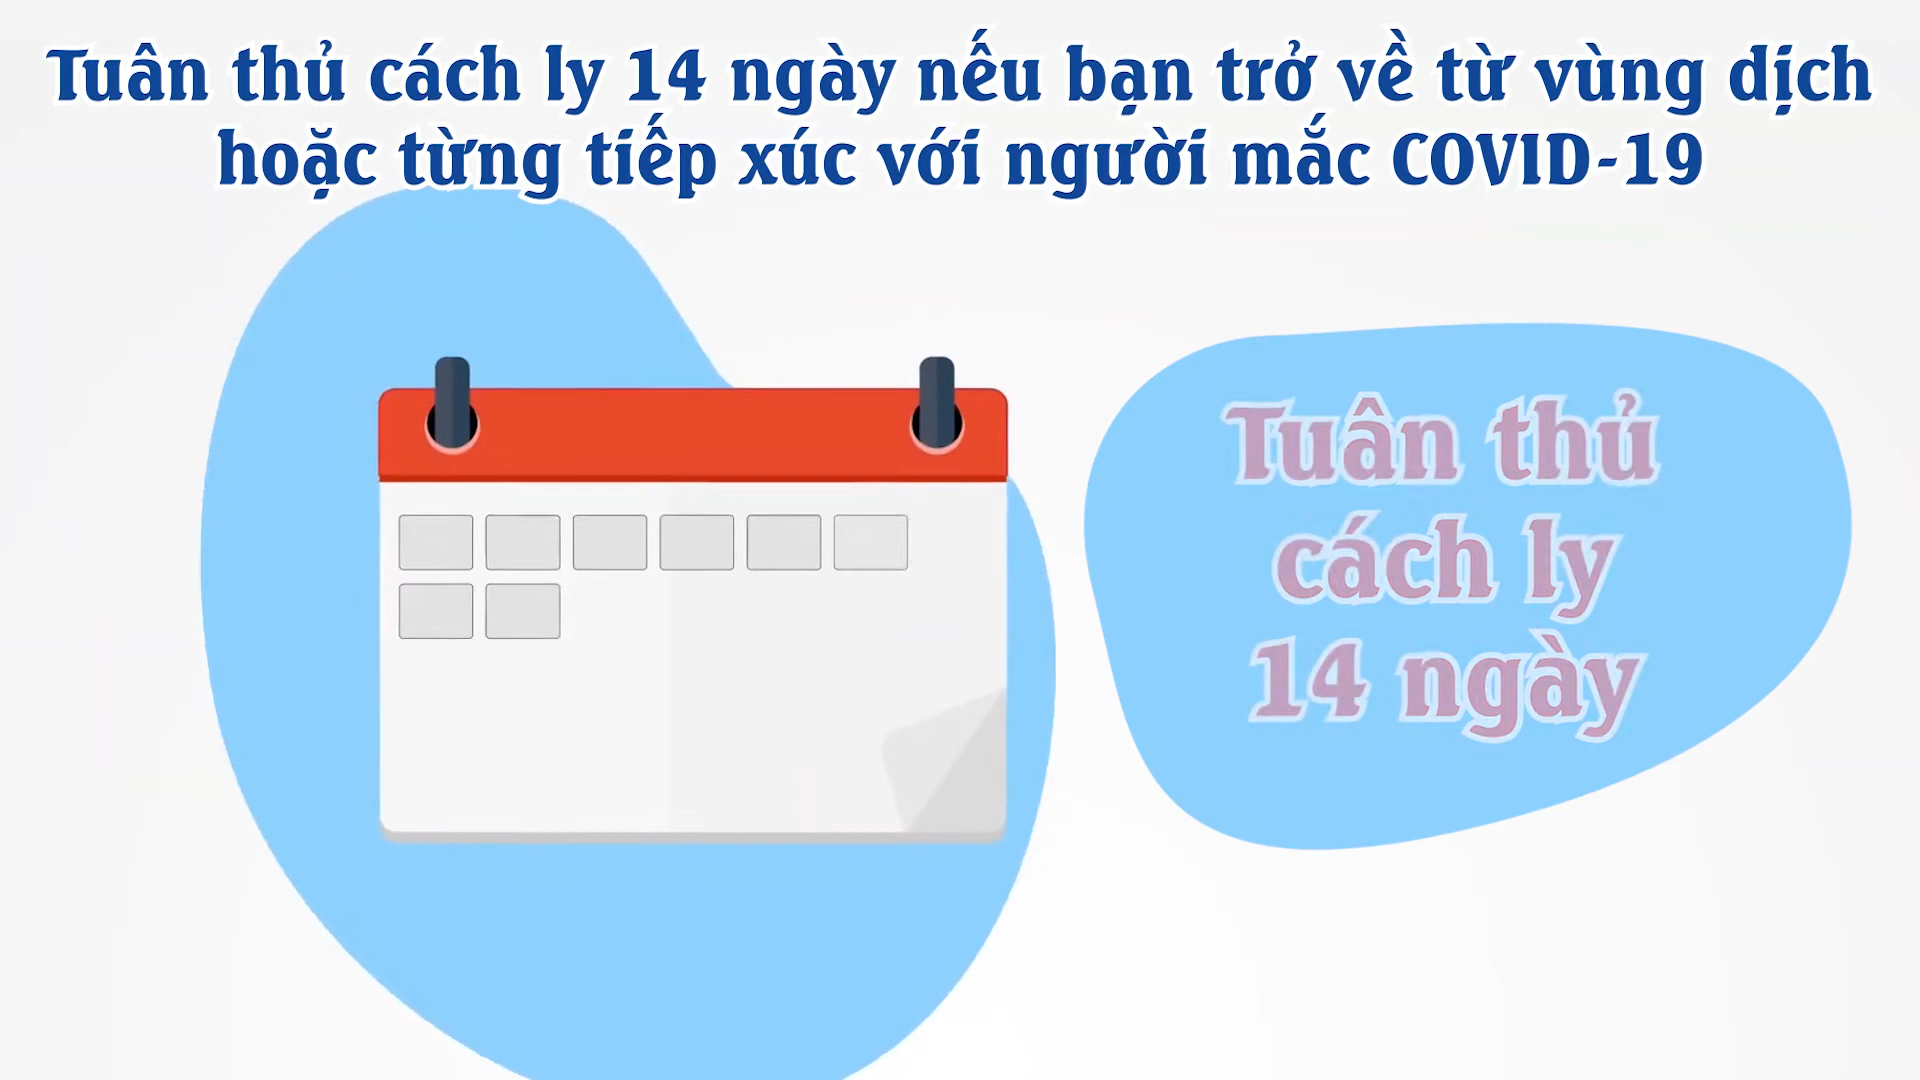 Tuân thủ cách ly 14 ngày nếu bạn trở về từ vùng dịch
hoặc từng tiếp xúc với người mắc COVID-19
Tuân thủ
cách ly
14 ngày